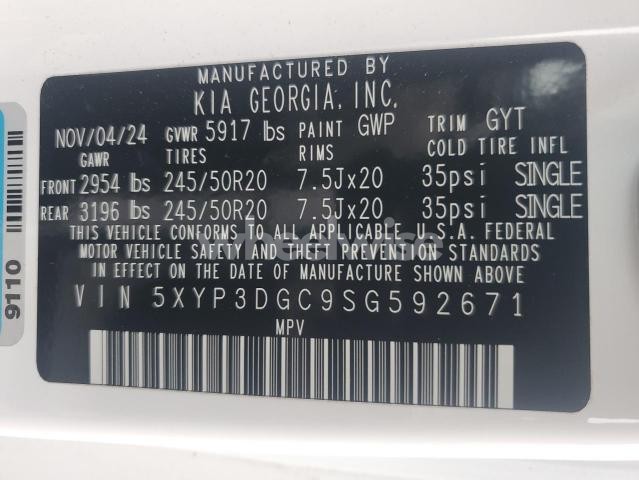 MANUFACTURED BY
KIA GEORGIA, INC.
NOV/04/24 GVWR 5917 lbs PAINT GWP TRIM GYT
GAWR TIRES RIMS COLD TIRE INFL
FRONT 2954 lbs 245/50R20 7.5Jx20 35psi SINGLE
REAR 3196 lbs 245/50R20 7.5Jx20 35psi SINGLE
THIS VEHICLE CONFORMS TO ALL APPLICABLE U.S.A. FEDERAL
MOTOR VEHICLE SAFETY AND THEFT PREVENTION STANDARDS
IN EFFECT ON THE DATE OF MANUFACTURE SHOWN ABOVE
VIN 5XYP3DGC9SG592671
MPV
9110